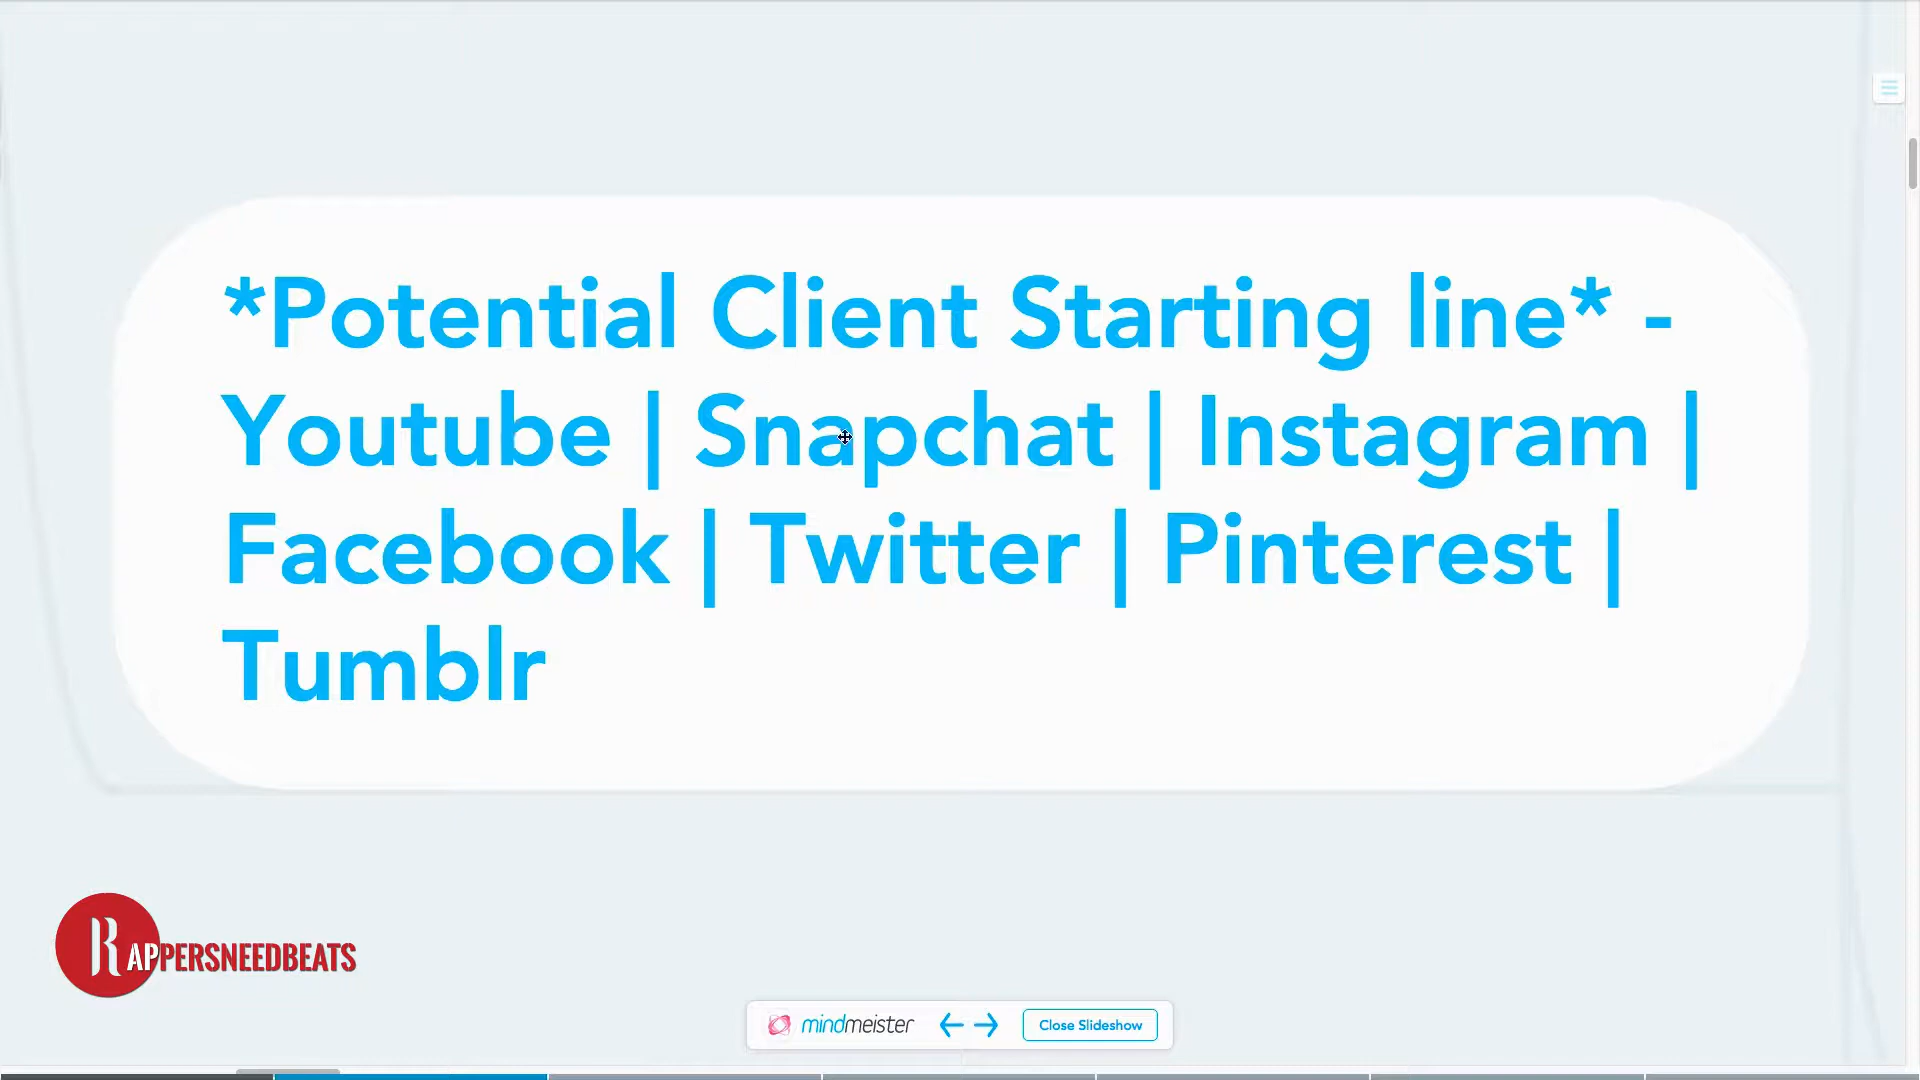 *Potential Client Starting line* -
Youtube | Snapchat | Instagram |
Facebook | Twitter | Pinterest |
Tumblr
RAPPERSNEEDBEATS
mindmeister
Close Slideshow